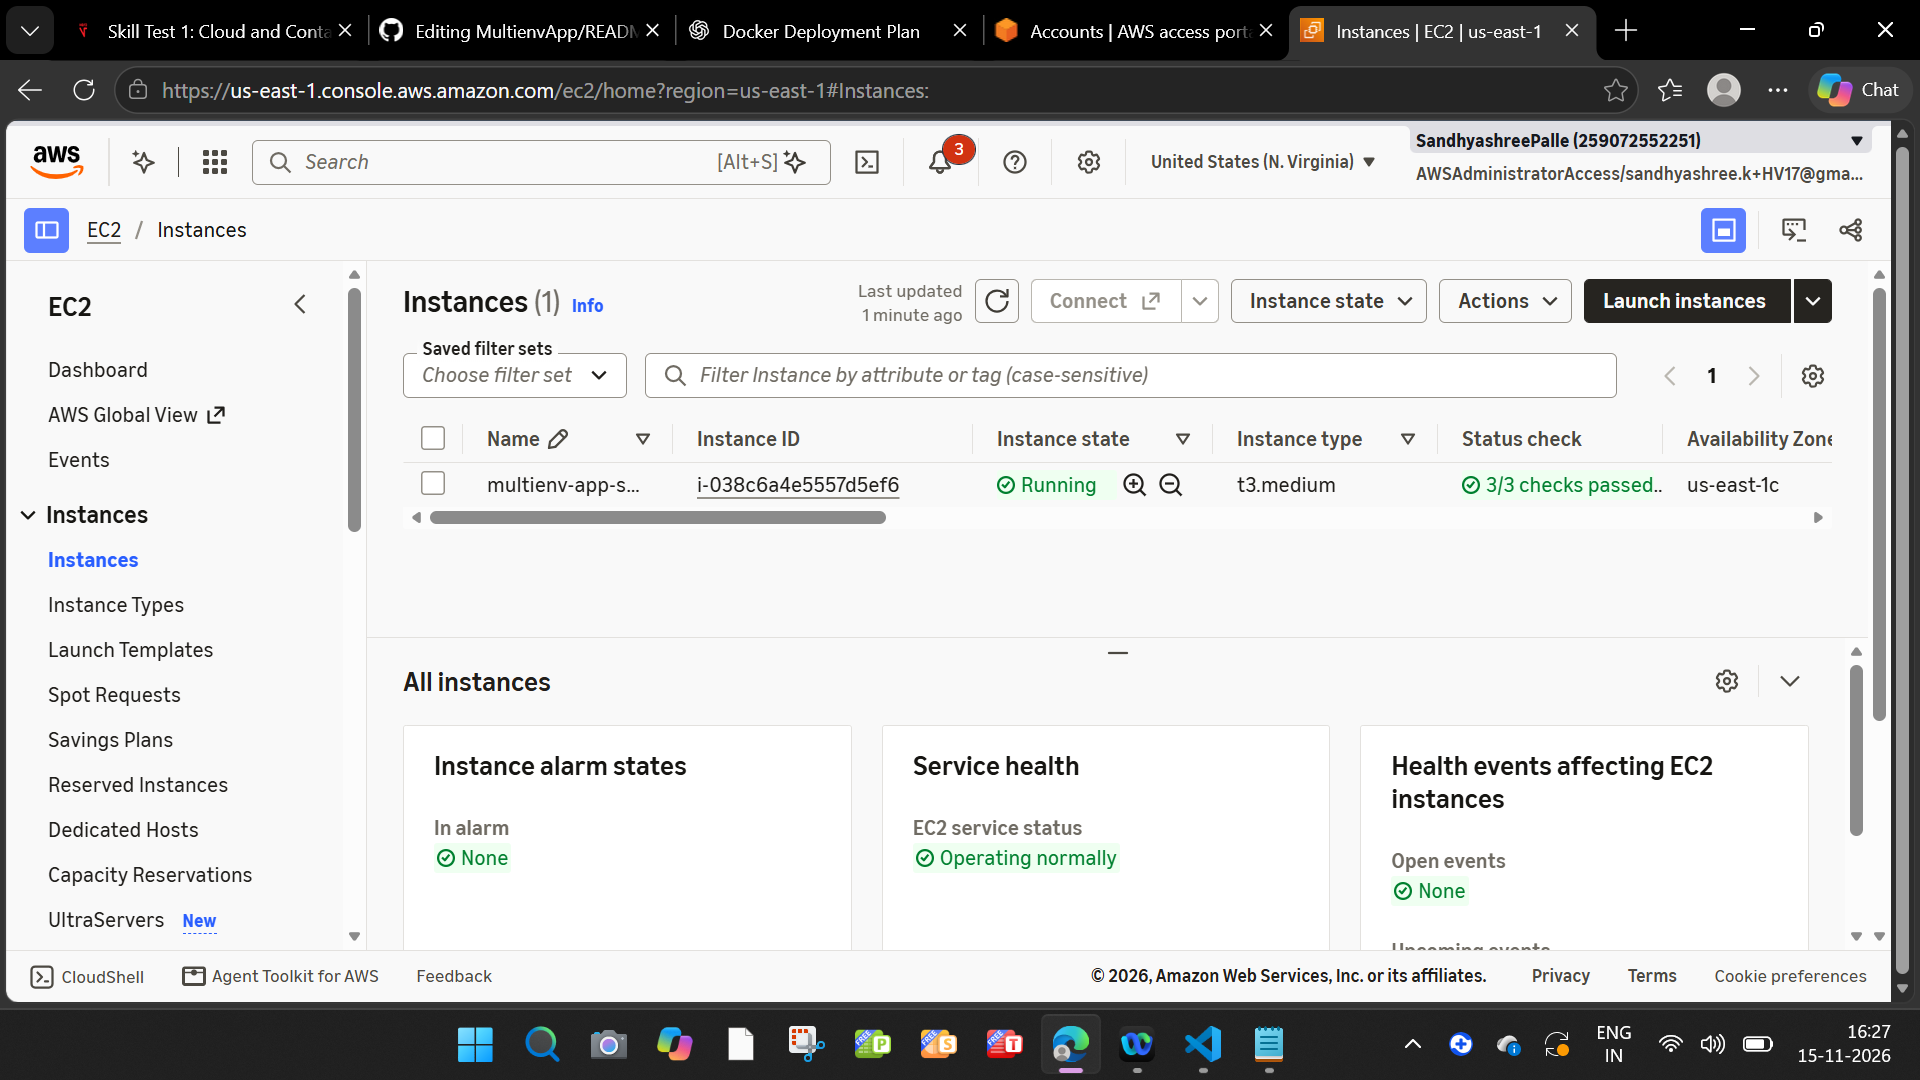 Skill Test 1: Cloud and Conta
Editing MultienvApp/READM
Docker Deployment Plan
Accounts | AWS access porta
Instances | EC2 | us-east-1
https://us-east-1.console.aws.amazon.com/ec2/home?region=us-east-1#Instances:
Chat
aws
Search
[Alt+S]
3
United States (N. Virginia)
SandhyashreePalle (259072552251)
AWSAdministratorAccess/sandhyashree.k+HV17@gma...
EC2 / Instances
EC2
Dashboard
AWS Global View
Events
Instances
Instances
Instance Types
Launch Templates
Spot Requests
Savings Plans
Reserved Instances
Dedicated Hosts
Capacity Reservations
UltraServers New
Instances (1) Info
Last updated
1 minute ago
Connect
Instance state
Actions
Launch instances
Saved filter sets
Choose filter set
Filter Instance by attribute or tag (case-sensitive)
1
Name
Instance ID
Instance state
Instance type
Status check
Availability Zone
multienv-app-s...
i-038c6a4e5557d5ef6
Running
t3.medium
3/3 checks passed..
us-east-1c
All instances
Instance alarm states
In alarm
None
Service health
EC2 service status
Operating normally
Health events affecting EC2
instances
Open events
None
Upcoming events
CloudShell
Agent Toolkit for AWS
Feedback
© 2026, Amazon Web Services, Inc. or its affiliates.
Privacy
Terms
Cookie preferences
FREE P
FREE S
FREE T
ENG
IN
16:27
15-11-2026